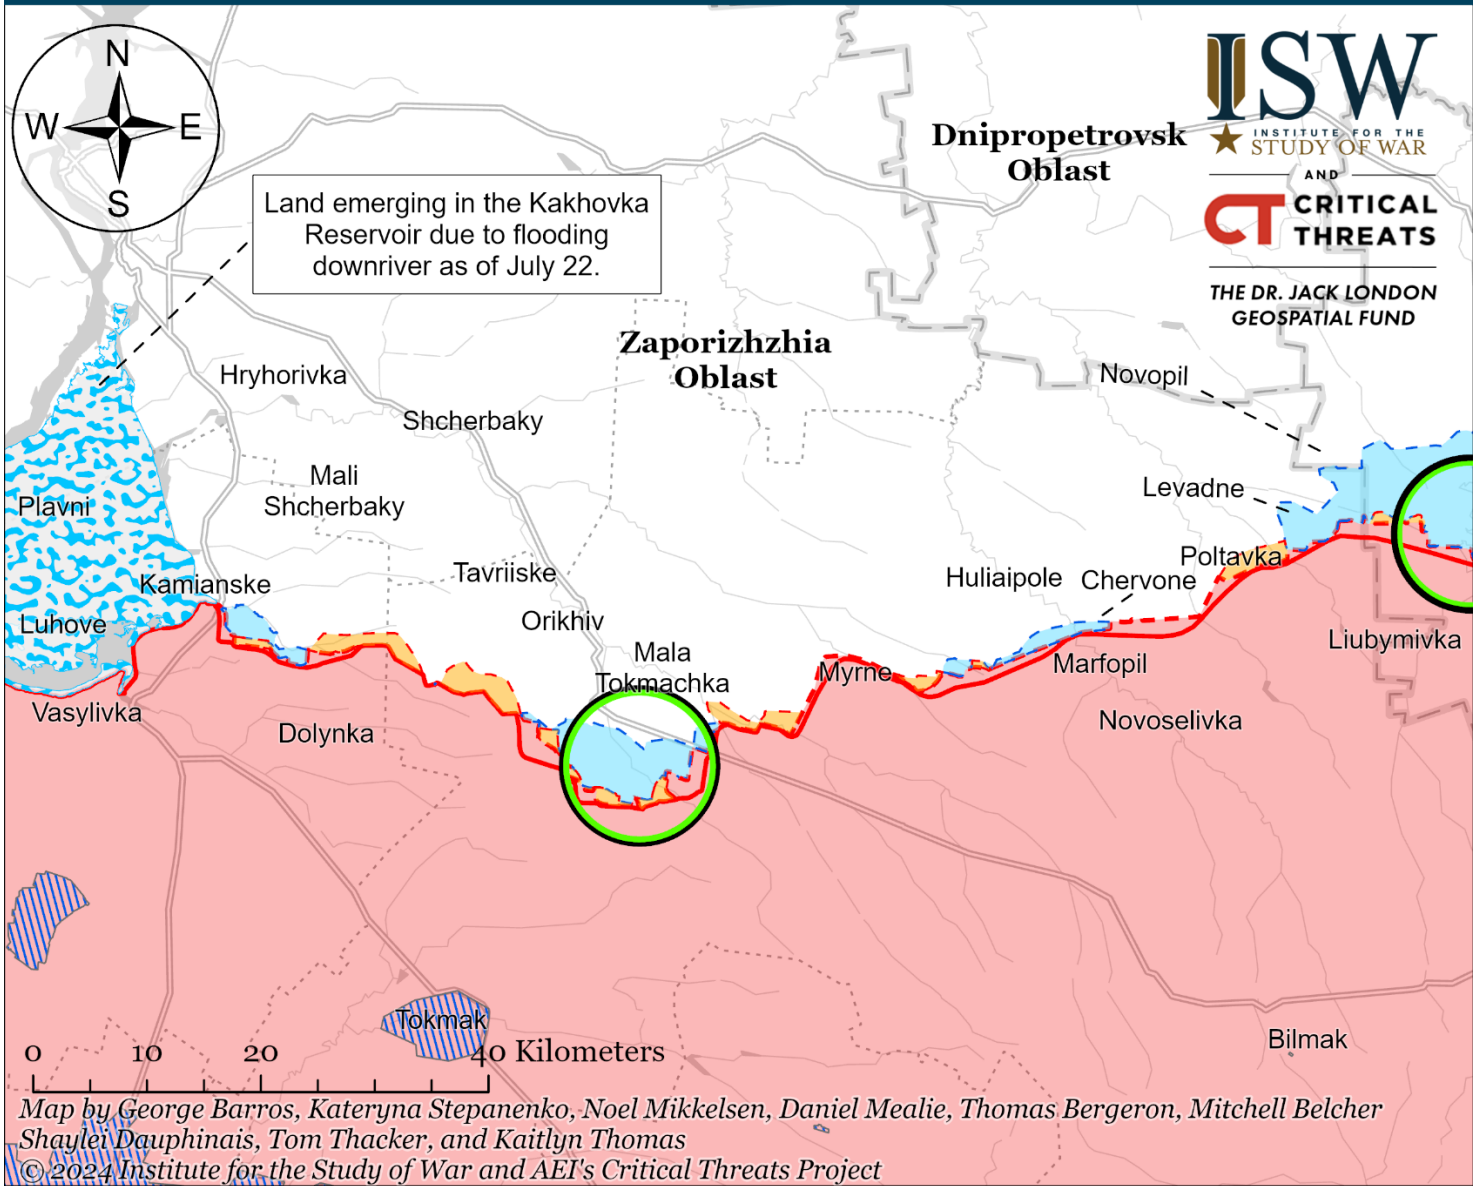 N
W E
S
ISW
INSTITUTE FOR THE
STUDY OF WAR
AND
CT CRITICAL
THREATS
THE DR. JACK LONDON
GEOSPATIAL FUND
Dnipropetrovsk
Oblast
Land emerging in the Kakhovka
Reservoir due to flooding
downriver as of July 22.
Zaporizhzhia
Oblast
Hryhorivka
Novopil
Shcherbaky
Mali
Shcherbaky
Levadne
Plavni
Poltavka
Kamianske
Tavriiske
Huliaipole
Chervone
Luhove
Orikhiv
Liubymivka
Mala
Tokmachka
Myrne
Marfopil
Vasylivka
Dolynka
Novoselivka
Tokmak
Bilmak
0 10 20 40 Kilometers
Map by George Barros, Kateryna Stepanenko, Noel Mikkelsen, Daniel Mealie, Thomas Bergeron, Mitchell Belcher
Shaylei Dauphinais, Tom Thacker, and Kaitlyn Thomas
© 2024 Institute for the Study of War and AEI's Critical Threats Project